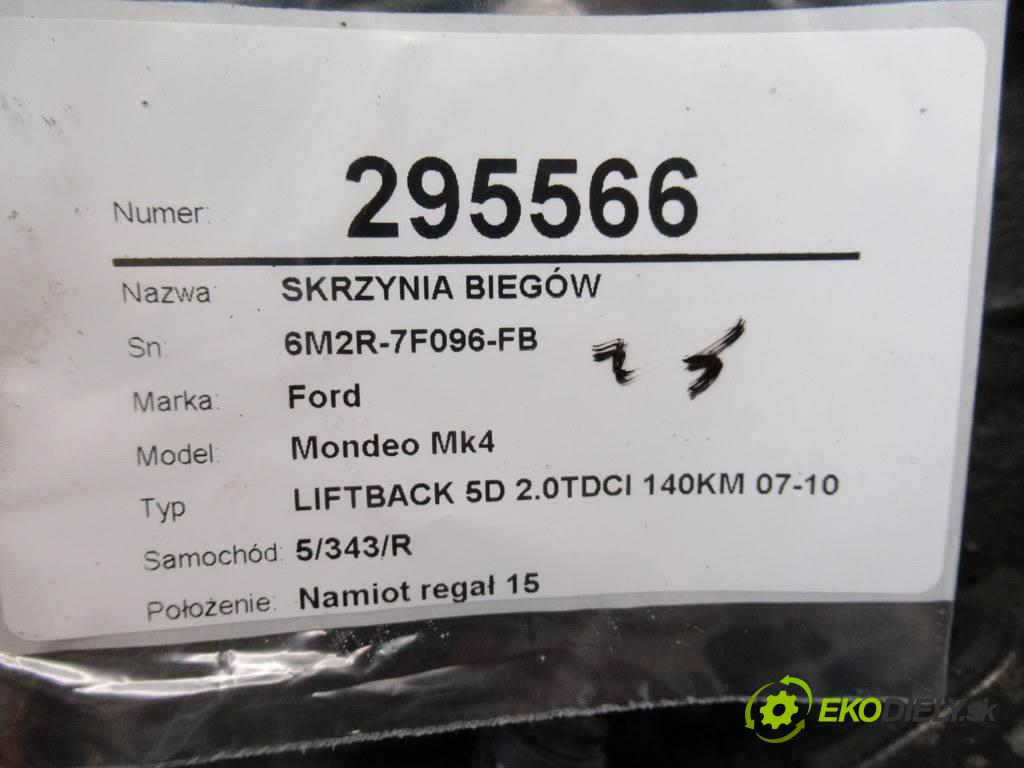 Numer: 295566
Nazwa: SKRZYNIA BIEGÓW
Sn: 6M2R-7F096-FB
Marka: Ford
Model: Mondeo Mk4
Typ LIFTBACK 5D 2.0TDCI 140KM 07-10
Samochód: 5/343/R
Położenie: Namiot regał 15
EKODIELY.sk